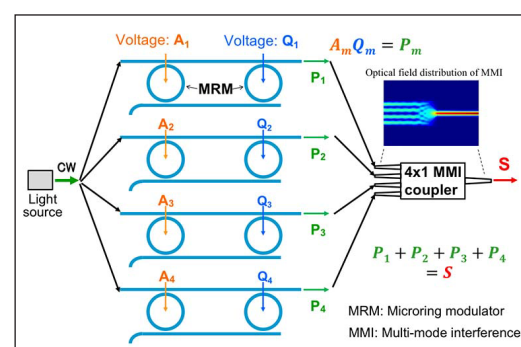 Voltage: A₁
Voltage: Q₁
AₘQₘ = Pₘ
Optical field distribution of MMI
MRM
P₁
CW
Light
source
A₂
Q₂
P₂
4x1 MMI
coupler
S
A₃
Q₃
P₃
P₁ + P₂ + P₃ + P₄
= S
A₄
Q₄
P₄
MRM: Microring modulator
MMI: Multi-mode interference